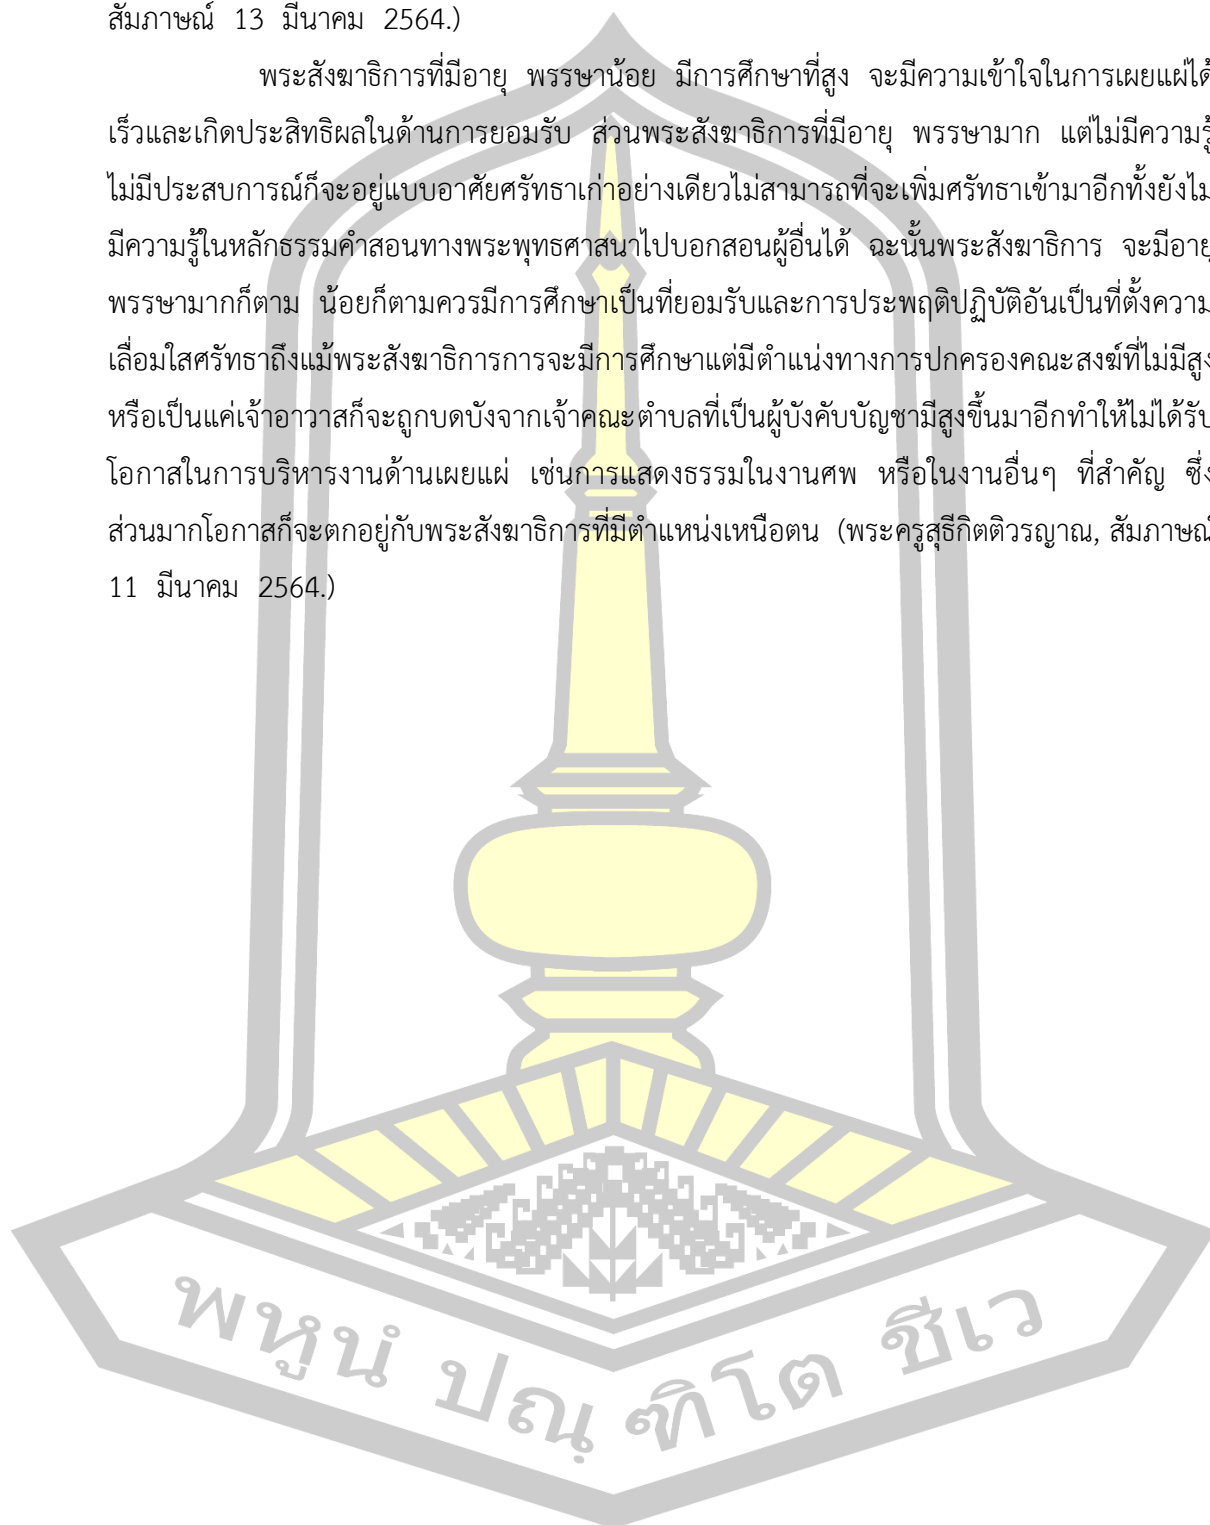 สัมภาษณ์ 13 มีนาคม 2564.)
พระสังฆาธิการที่มีอายุ พรรษาน้อย มีการศึกษาที่สูง จะมีความเข้าใจในการเผยแผ่ได้
เร็วและเกิดประสิทธิผลในด้านการยอมรับ ส่วนพระสังฆาธิการที่มีอายุ พรรษามาก แต่ไม่มีความรู้
ไม่มีประสบการณ์ก็จะอยู่แบบอาศัยศรัทธาเก่าอย่างเดียวไม่สามารถที่จะเพิ่มศรัทธาเข้ามาอีกทั้งยังไม่
มีความรู้ในหลักธรรมคำสอนทางพระพุทธศาสนาไปบอกสอนผู้อื่นได้ ฉะนั้นพระสังฆาธิการ จะมีอายุ
พรรษามากก็ตาม น้อยก็ตามควรมีการศึกษาเป็นที่ยอมรับและการประพฤติปฏิบัติอันเป็นที่ตั้งความ
เลื่อมใสศรัทธาถึงแม้พระสังฆาธิการการจะมีการศึกษาแต่มีตำแน่งทางการปกครองคณะสงฆ์ที่ไม่มีสูง
หรือเป็นแค่เจ้าอาวาสก็จะถูกบดบังจากเจ้าคณะตำบลที่เป็นผู้บังคับบัญชามีสูงขึ้นมาอีกทำให้ไม่ได้รับ
โอกาสในการบริหารงานด้านเผยแผ่ เช่นการแสดงธรรมในงานศพ หรือในงานอื่นๆ ที่สำคัญ ซึ่ง
ส่วนมากโอกาสก็จะตกอยู่กับพระสังฆาธิการที่มีตำแหน่งเหนือตน (พระครูสุธีกิตติวรญาณ, สัมภาษณ์
11 มีนาคม 2564.)
พหูนํ ปณฺ ฑิโต ชีเว